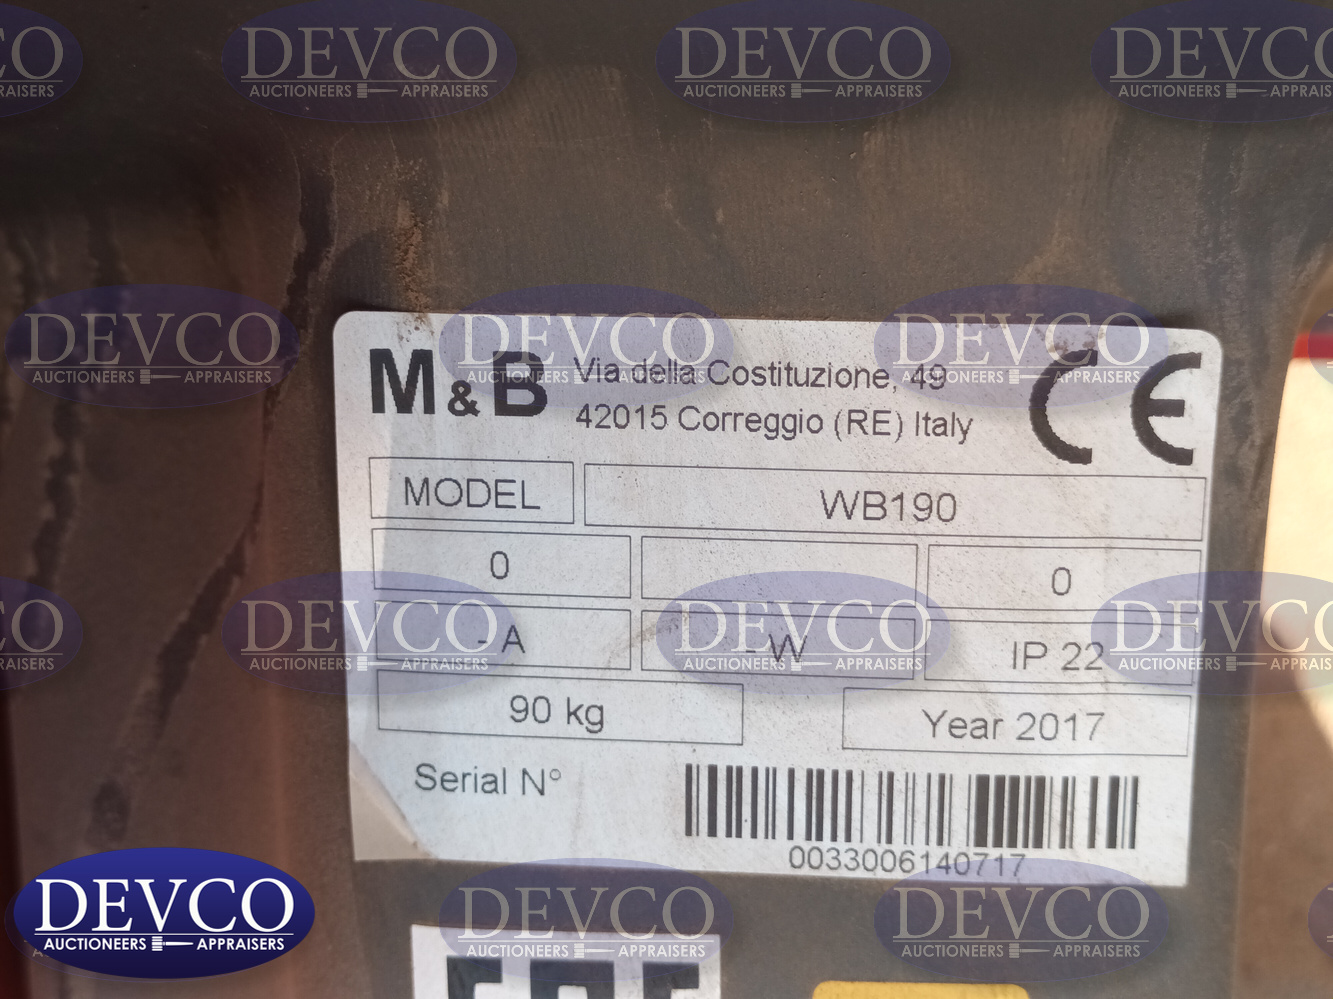 M&B Via della Costituzione, 49
42015 Correggio (RE) Italy
CE
MODEL WB190
0 0
- A - W IP 22
90 kg Year 2017
Serial N°
0033006140717
DEVCO
AUCTIONEERS APPRAISERS